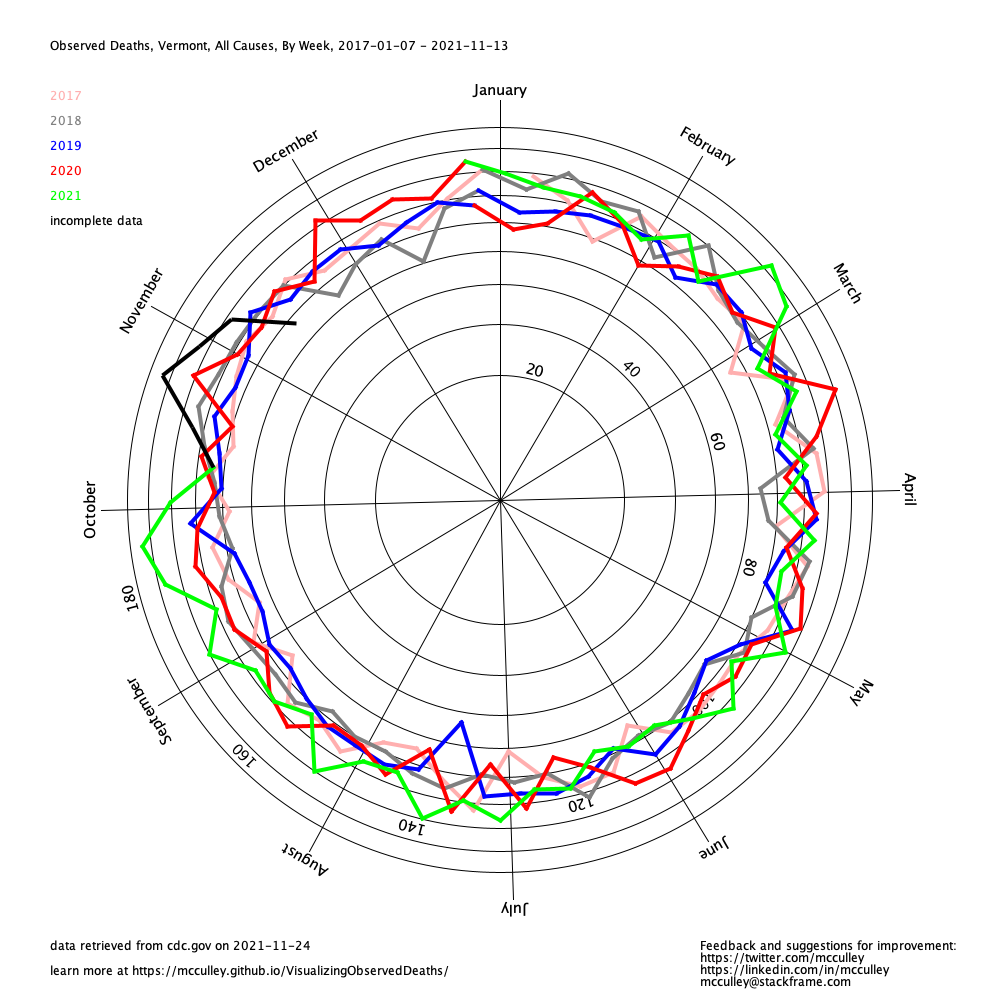 Observed Deaths, Vermont, All Causes, By Week, 2017-01-07 - 2021-11-13
2017
2018
2019
2020
2021
incomplete data
January
February
March
April
May
June
July
August
September
October
November
December
20
40
60
80
120
140
160
180
data retrieved from cdc.gov on 2021-11-24
learn more at https://mcculley.github.io/VisualizingObservedDeaths/
Feedback and suggestions for improvement:
https://twitter.com/mcculley
https://linkedin.com/in/mcculley
mcculley@stackframe.com